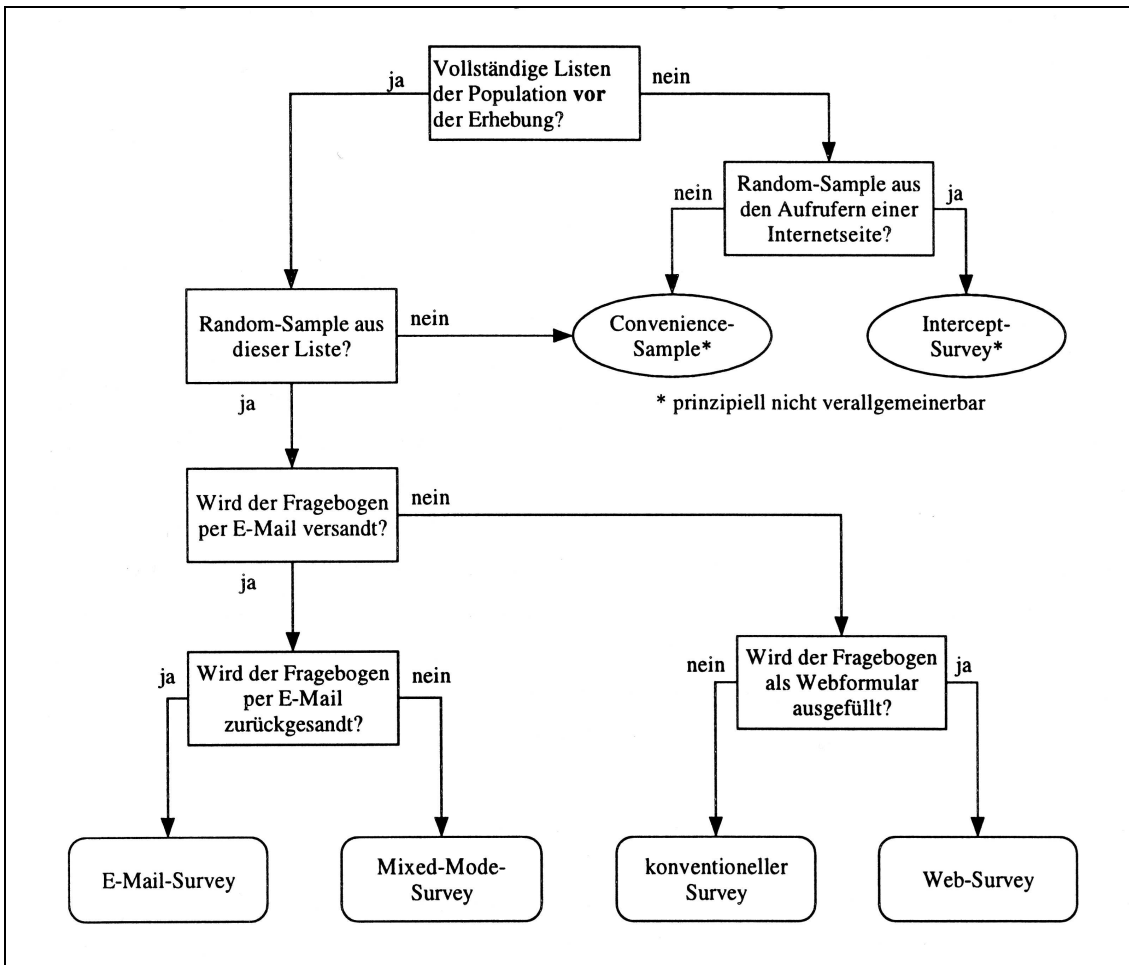 ja
Vollständige Listen
der Population vor
der Erhebung?
nein
nein
Random-Sample aus
den Aufrufern einer
Internetseite?
ja
Random-Sample aus
dieser Liste?
nein
Convenience-
Sample*
Intercept-
Survey*
ja
* prinzipiell nicht verallgemeinerbar
Wird der Fragebogen
per E-Mail versandt?
nein
ja
ja
Wird der Fragebogen
per E-Mail
zurückgesandt?
nein
nein
Wird der Fragebogen
als Webformular
ausgefüllt?
ja
E-Mail-Survey
Mixed-Mode-
Survey
konventioneller
Survey
Web-Survey